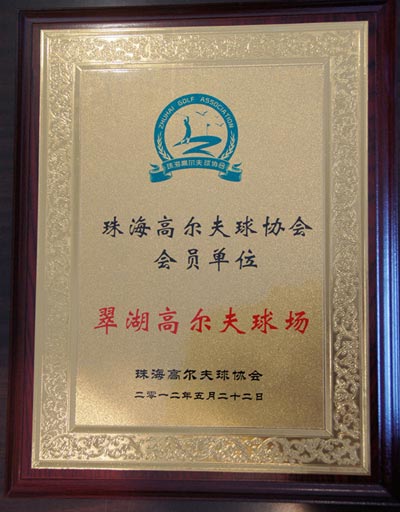 ZHUHAI GOLF ASSOCIATION
珠海高尔夫球协会
珠海高尔夫球协会
会员单位
翠湖高尔夫球场
珠海高尔夫球协会
二零一二年五月二十二日